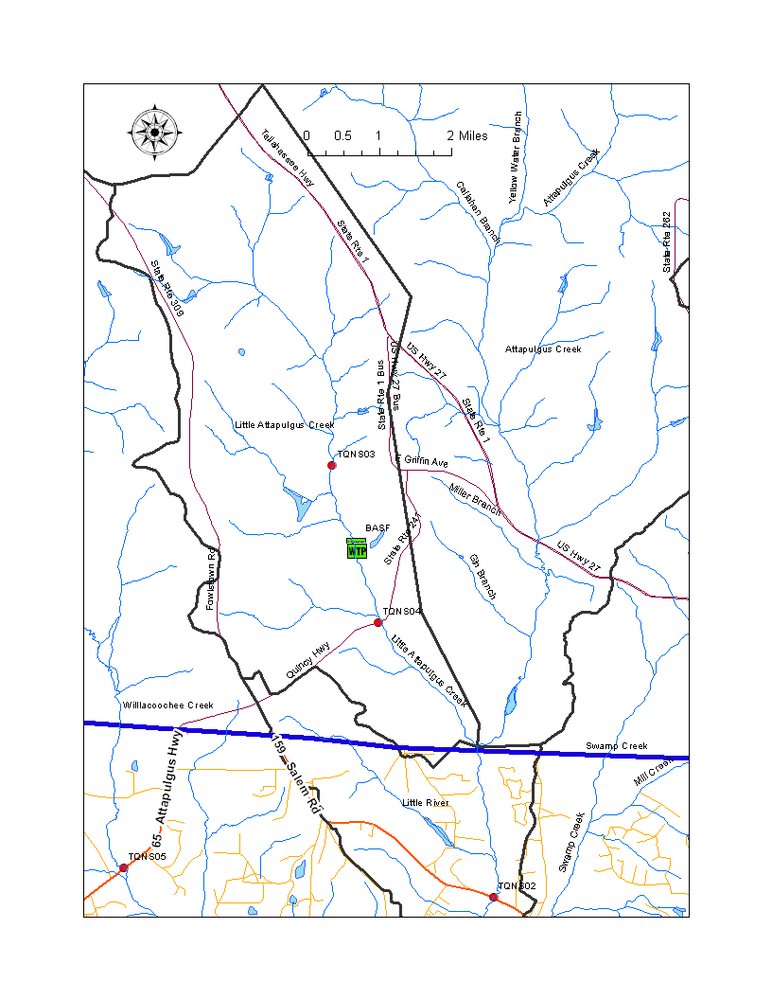 0 0.5 1 2 Miles
Tallahassee Hwy
Callahan Branch
Yellow Water Branch
Attapulgus Creek
State Rte 262
State Rte 1
State Rte 309
US Hwy 27
Attapulgus Creek
State Rte 1 Bus
US Hwy 27 Bus
State Rte 1
Little Attapulgus Creek
TQNS03
E Griffin Ave
Miller Branch
BASF
WTP
State Rte 241
US Hwy 27
Gin Branch
Fowlstown Rd
TQNS04
Little Attapulgus Creek
Quincy Hwy
Willacoochee Creek
65 - Attapulgus Hwy
159 - Salem Rd
Swamp Creek
Mill Creek
Little River
Swamp Creek
TQNS05
TQNS02